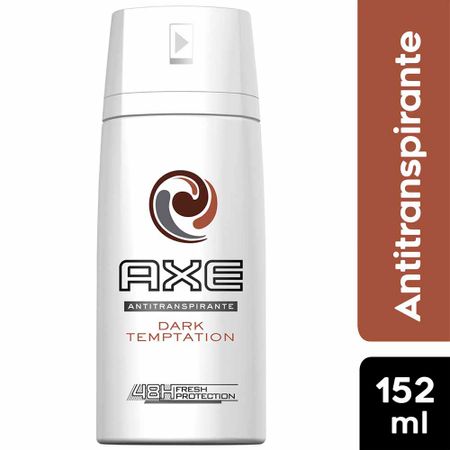 AXE
ANTITRANSPIRANTE
DARK
TEMPTATION
48H FRESH
PROTECTION
Antitranspirante
152
ml